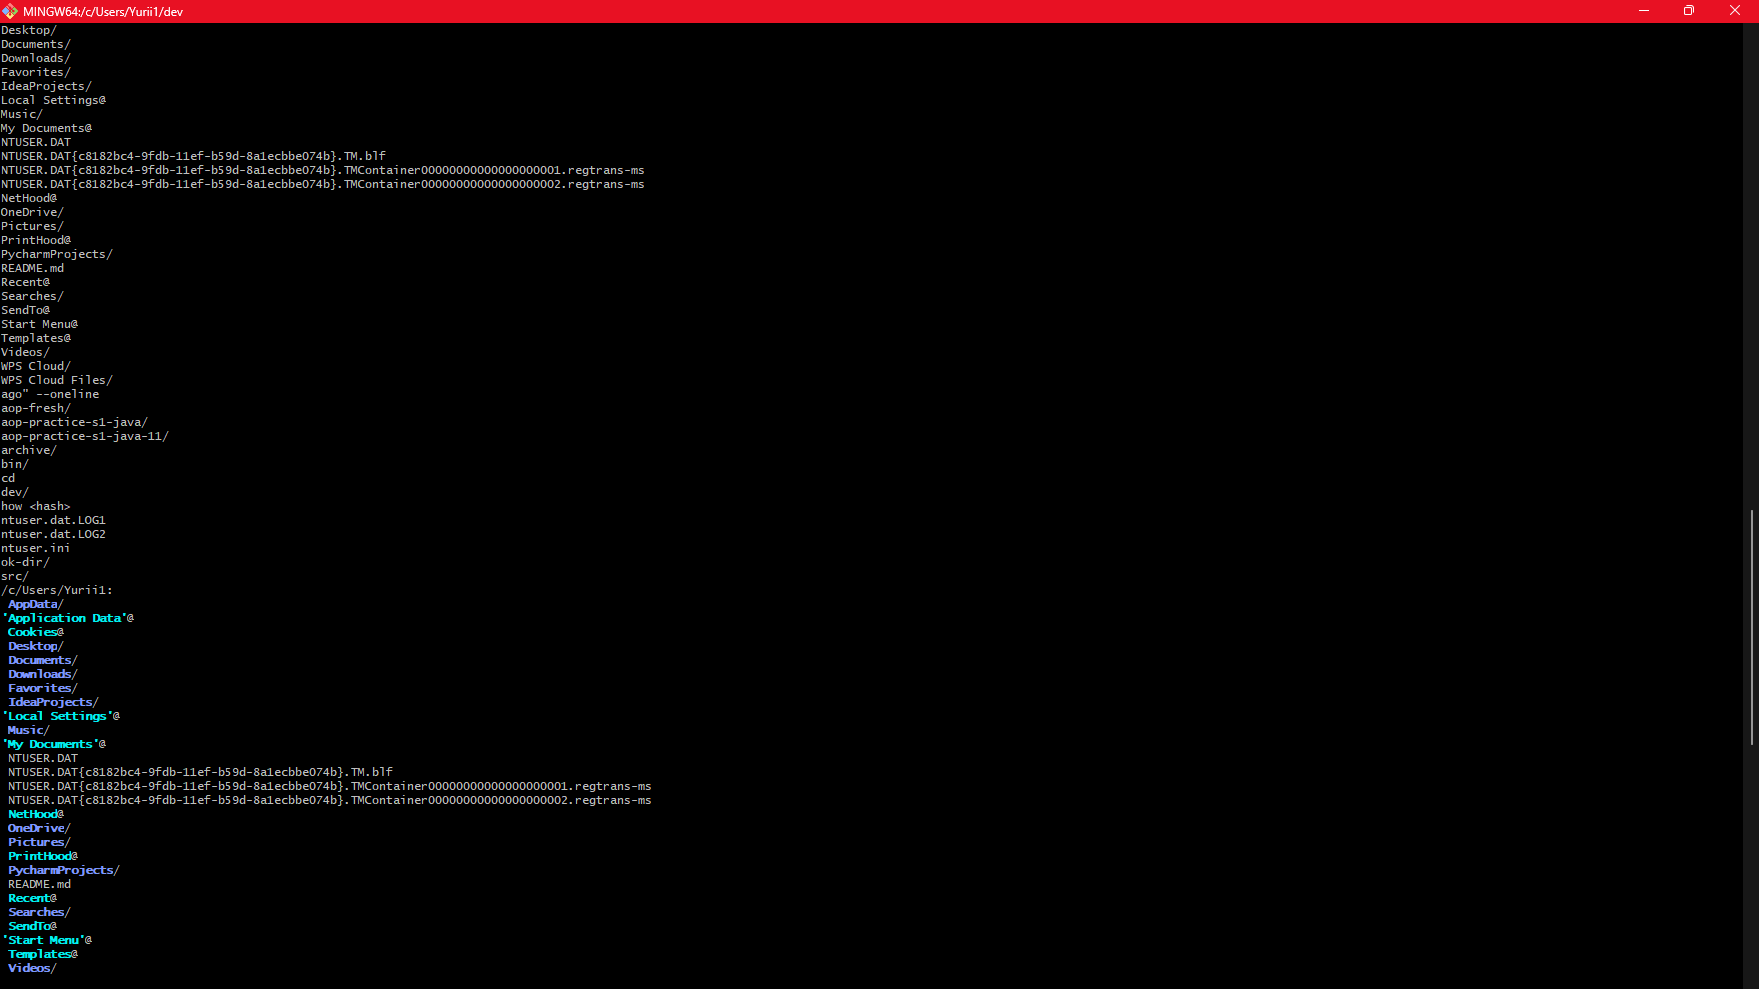 MINGW64:/c/Users/Yurii1/dev
Desktop/
Documents/
Downloads/
Favorites/
IdeaProjects/
Local Settings@
Music/
My Documents@
NTUSER.DAT
NTUSER.DAT{c8182bc4-9fdb-11ef-b59d-8a1ecbbe074b}.TM.blf
NTUSER.DAT{c8182bc4-9fdb-11ef-b59d-8a1ecbbe074b}.TMContainer00000000000000000001.regtrans-ms
NTUSER.DAT{c8182bc4-9fdb-11ef-b59d-8a1ecbbe074b}.TMContainer00000000000000000002.regtrans-ms
NetHood@
OneDrive/
Pictures/
PrintHood@
PycharmProjects/
README.md
Recent@
Searches/
SendTo@
Start Menu@
Templates@
Videos/
WPS Cloud/
WPS Cloud Files/
ago" --oneline
aop-fresh/
aop-practice-s1-java/
aop-practice-s1-java-11/
archive/
bin/
cd
dev/
how <hash>
ntuser.dat.LOG1
ntuser.dat.LOG2
ntuser.ini
ok-dir/
src/
/c/Users/Yurii1:
AppData/
'Application Data'@
Cookies@
Desktop/
Documents/
Downloads/
Favorites/
IdeaProjects/
'Local Settings'@
Music/
'My Documents'@
NTUSER.DAT
NTUSER.DAT{c8182bc4-9fdb-11ef-b59d-8a1ecbbe074b}.TM.blf
NTUSER.DAT{c8182bc4-9fdb-11ef-b59d-8a1ecbbe074b}.TMContainer00000000000000000001.regtrans-ms
NTUSER.DAT{c8182bc4-9fdb-11ef-b59d-8a1ecbbe074b}.TMContainer00000000000000000002.regtrans-ms
NetHood@
OneDrive/
Pictures/
PrintHood@
PycharmProjects/
README.md
Recent@
Searches/
SendTo@
'Start Menu'@
Templates@
Videos/